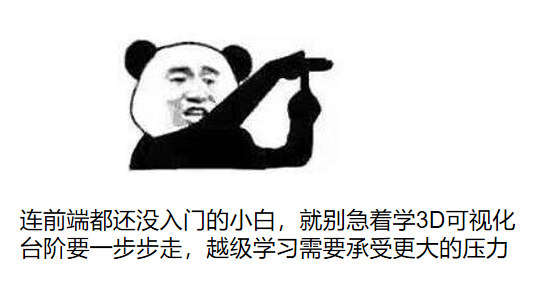 连前端都还没入门的小白，就别急着学3D可视化
台阶要一步步走，越级学习需要承受更大的压力